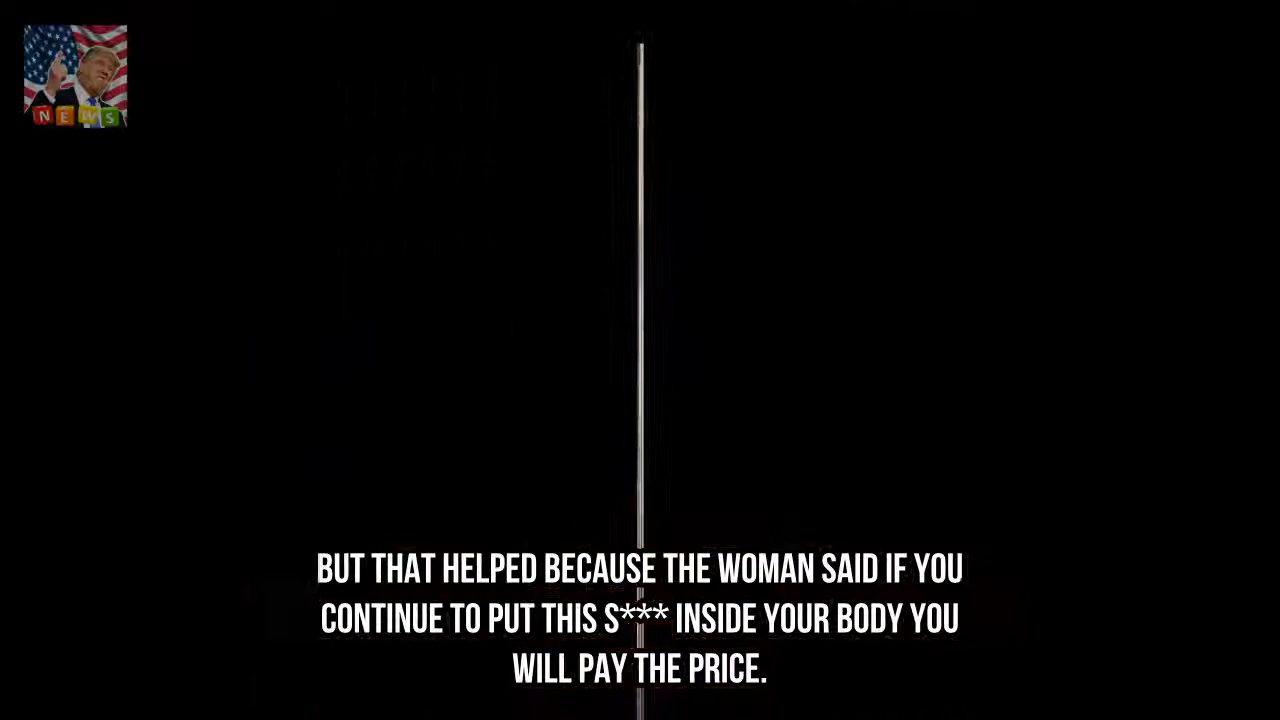 NEWS
BUT THAT HELPED BECAUSE THE WOMAN SAID IF YOU
CONTINUE TO PUT THIS S*** INSIDE YOUR BODY YOU
WILL PAY THE PRICE.